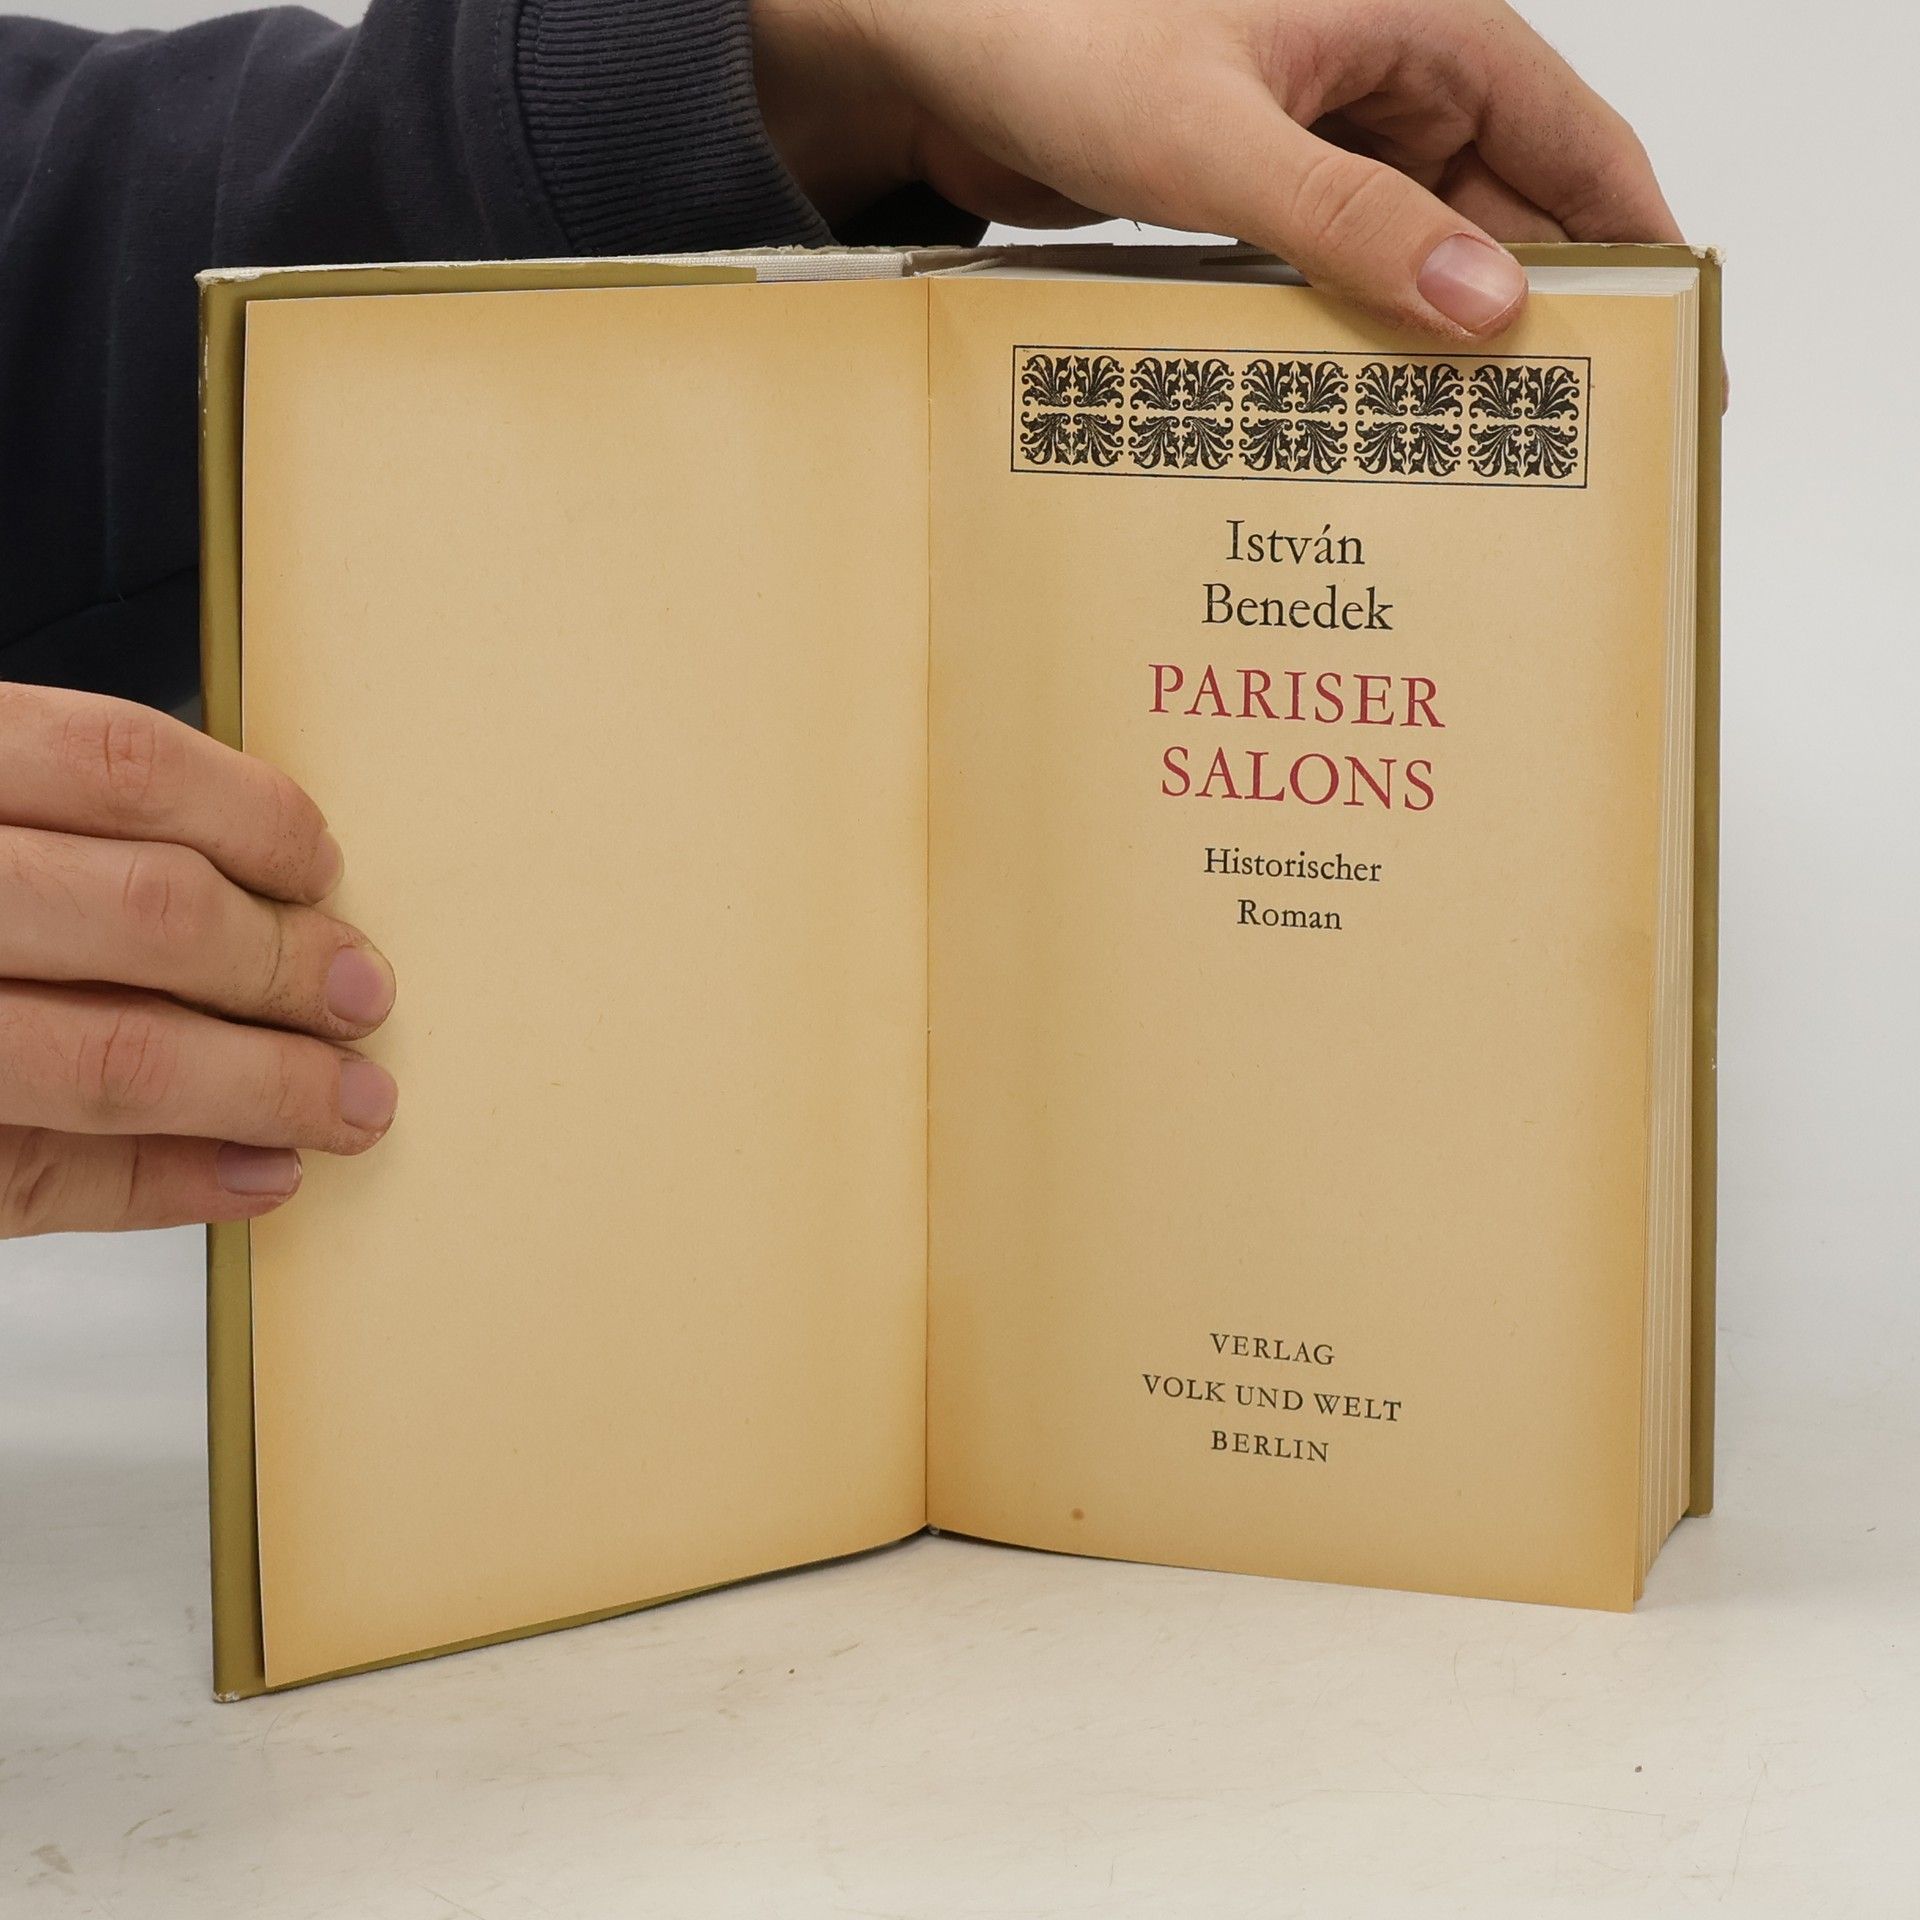 István
Benedek
PARISER
SALONS
Historischer
Roman
VERLAG
VOLK UND WELT
BERLIN